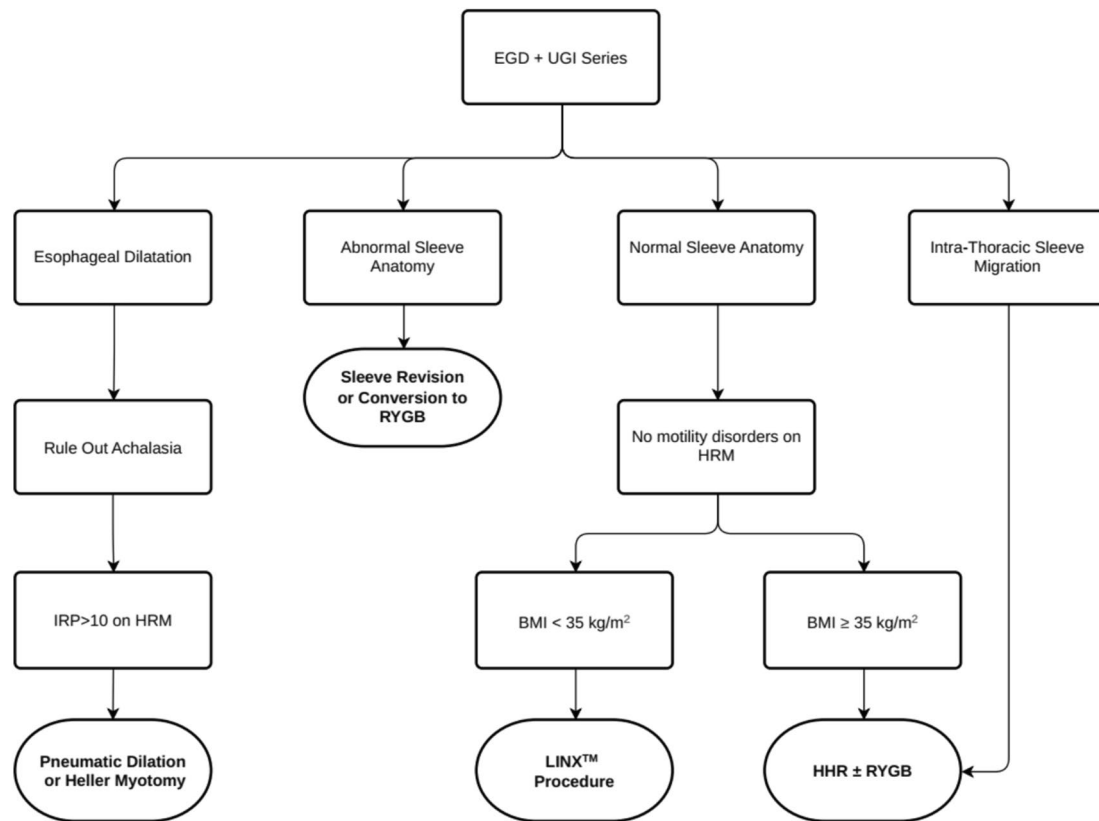 EGD + UGI Series
Esophageal Dilatation
Abnormal Sleeve
Anatomy
Normal Sleeve Anatomy
Intra-Thoracic Sleeve
Migration
Sleeve Revision
or Conversion to
RYGB
Rule Out Achalasia
No motility disorders on
HRM
IRP>10 on HRM
BMI < 35 kg/m²
BMI ≥ 35 kg/m²
Pneumatic Dilation
or Heller Myotomy
LINX™
Procedure
HHR ± RYGB